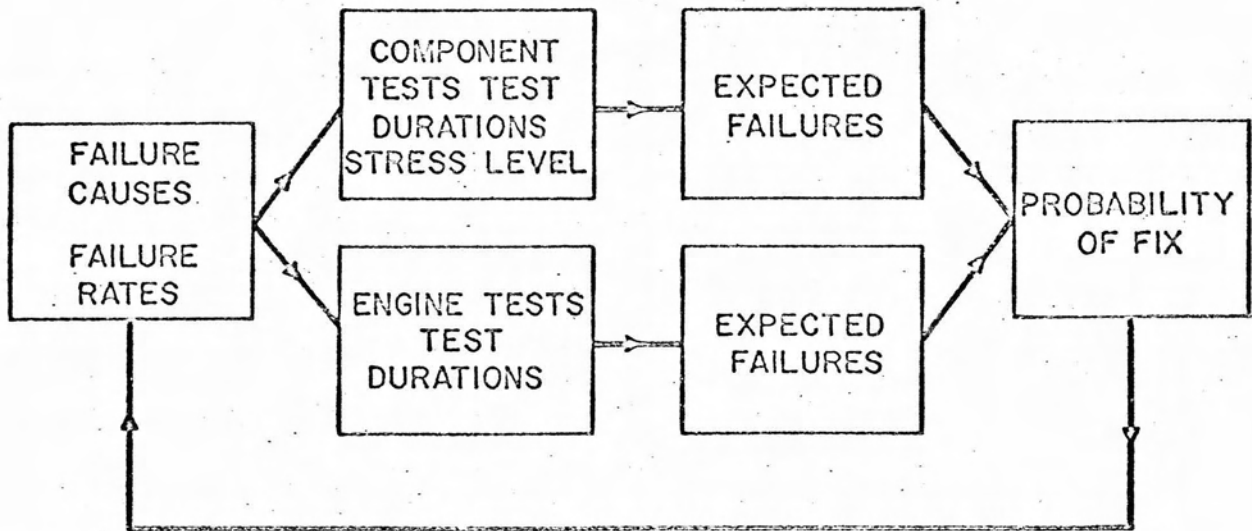 FAILURE
CAUSES
FAILURE
RATES
COMPONENT
TESTS TEST
DURATIONS
STRESS LEVEL
EXPECTED
FAILURES
ENGINE TESTS
TEST
DURATIONS
EXPECTED
FAILURES
PROBABILITY
OF FIX